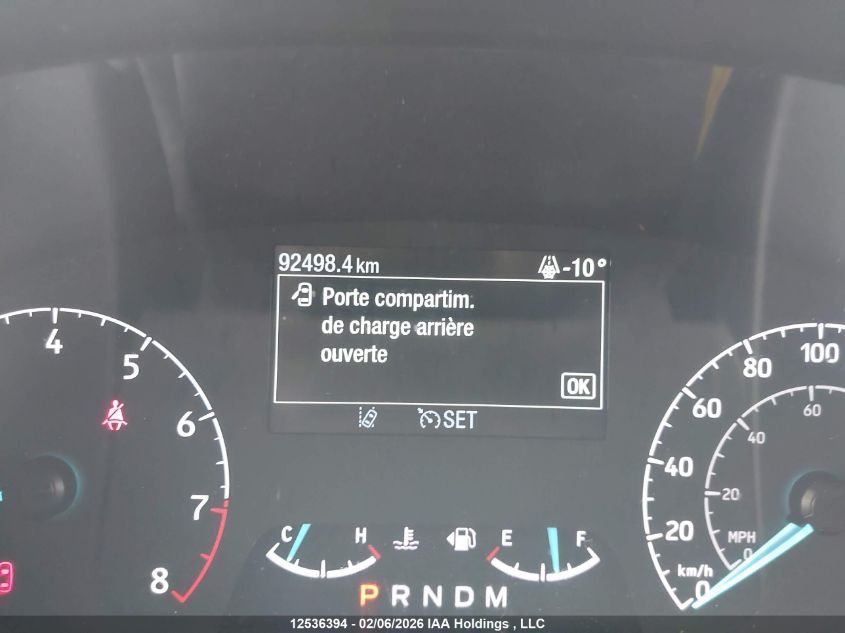 92498.4 km -10°
Porte compartim.
de charge arrière
ouverte
OK
SET
4
5
6
7
8
C H
E F
P R N D M
100
80
60
40
20
0
km/h
60
40
20
0
MPH
12536394 - 02/06/2026 IAA Holdings , LLC